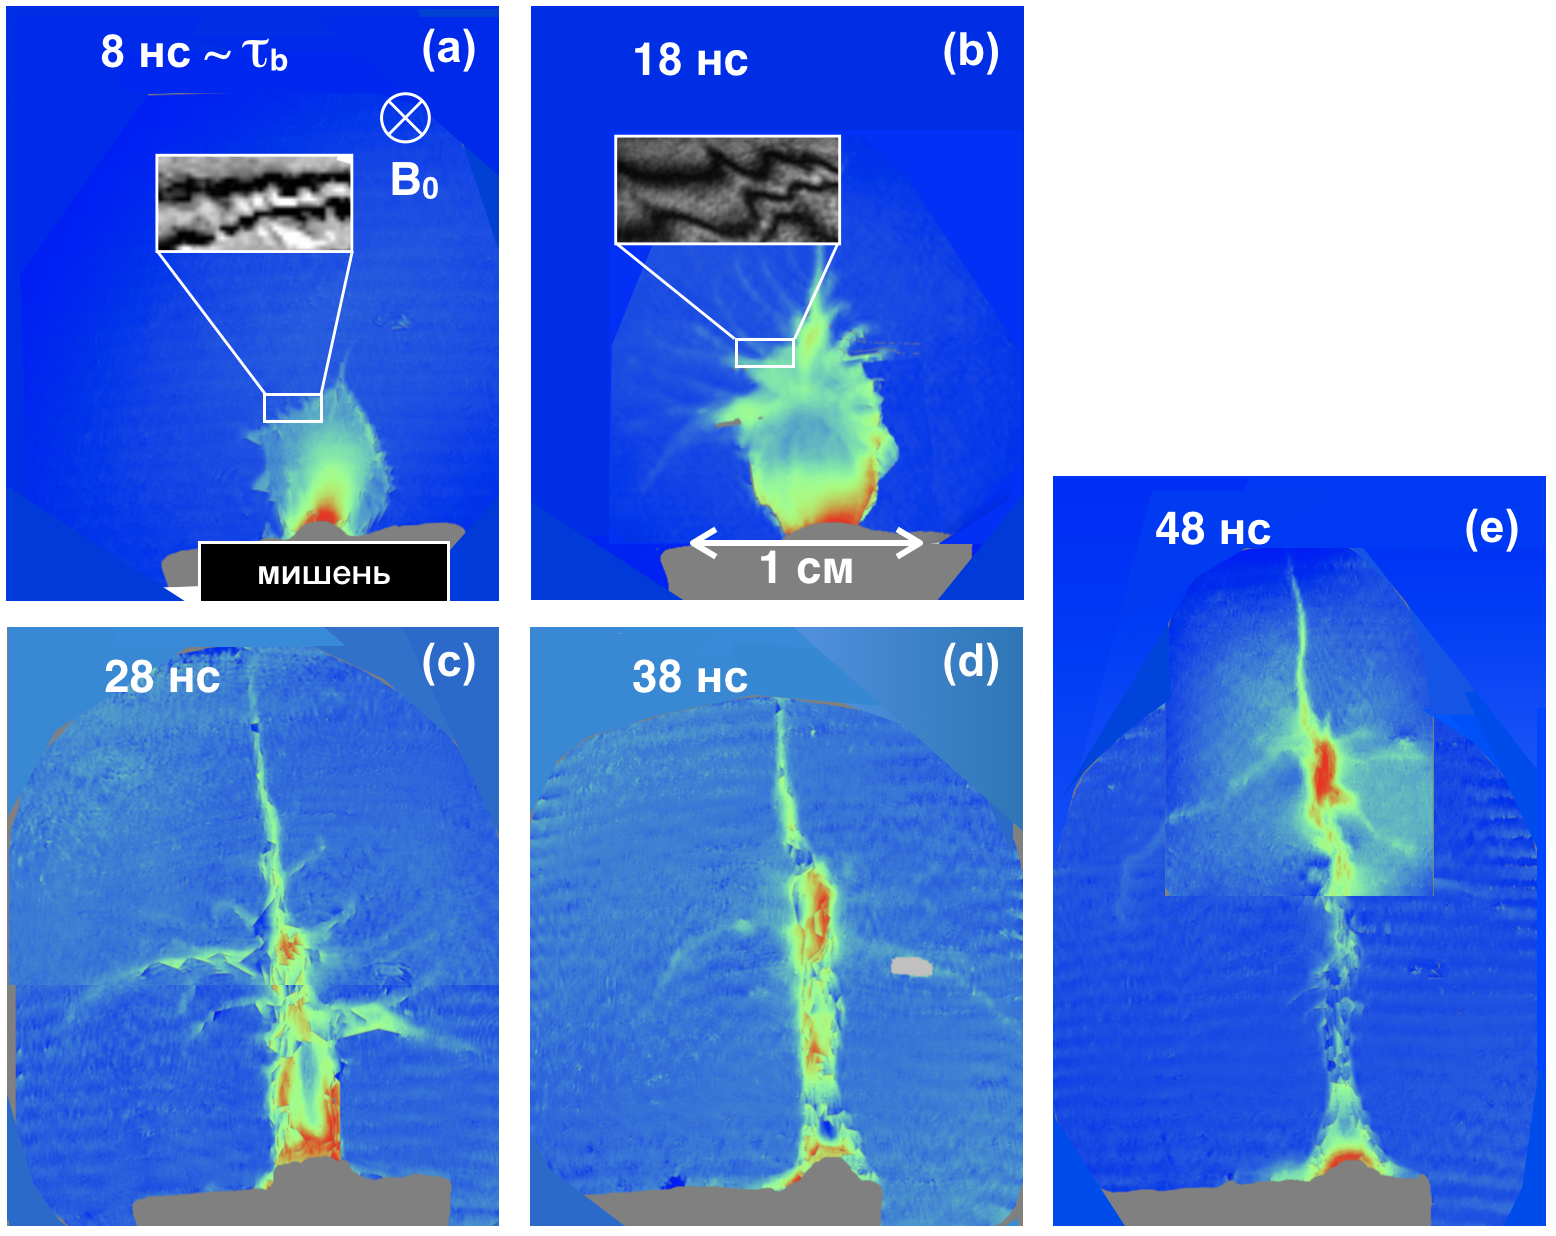 8 нс ~ τb
(a)
B0
мишень
18 нс
(b)
1 см
28 нс
(c)
38 нс
(d)
48 нс
(e)